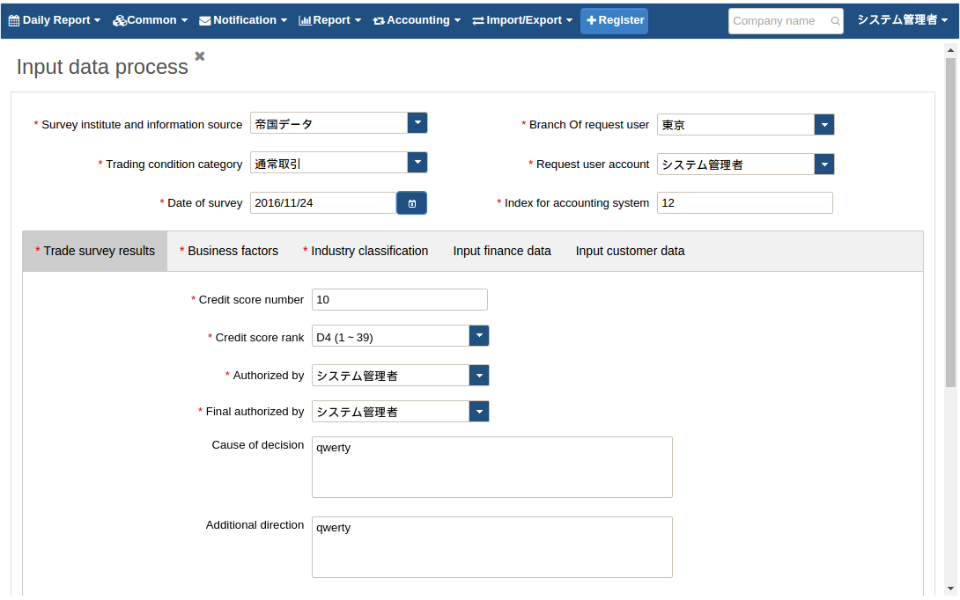 Daily Report Common Notification Report Accounting Import/Export Register Company name システム管理者
Input data process
* Survey institute and information source 帝国データ * Branch Of request user 東京
* Trading condition category 通常取引 * Request user account システム管理者
* Date of survey 2016/11/24 * Index for accounting system 12
* Trade survey results * Business factors * Industry classification Input finance data Input customer data
* Credit score number 10
* Credit score rank D4 (1 ~ 39)
* Authorized by システム管理者
* Final authorized by システム管理者
Cause of decision qwerty
Additional direction qwerty